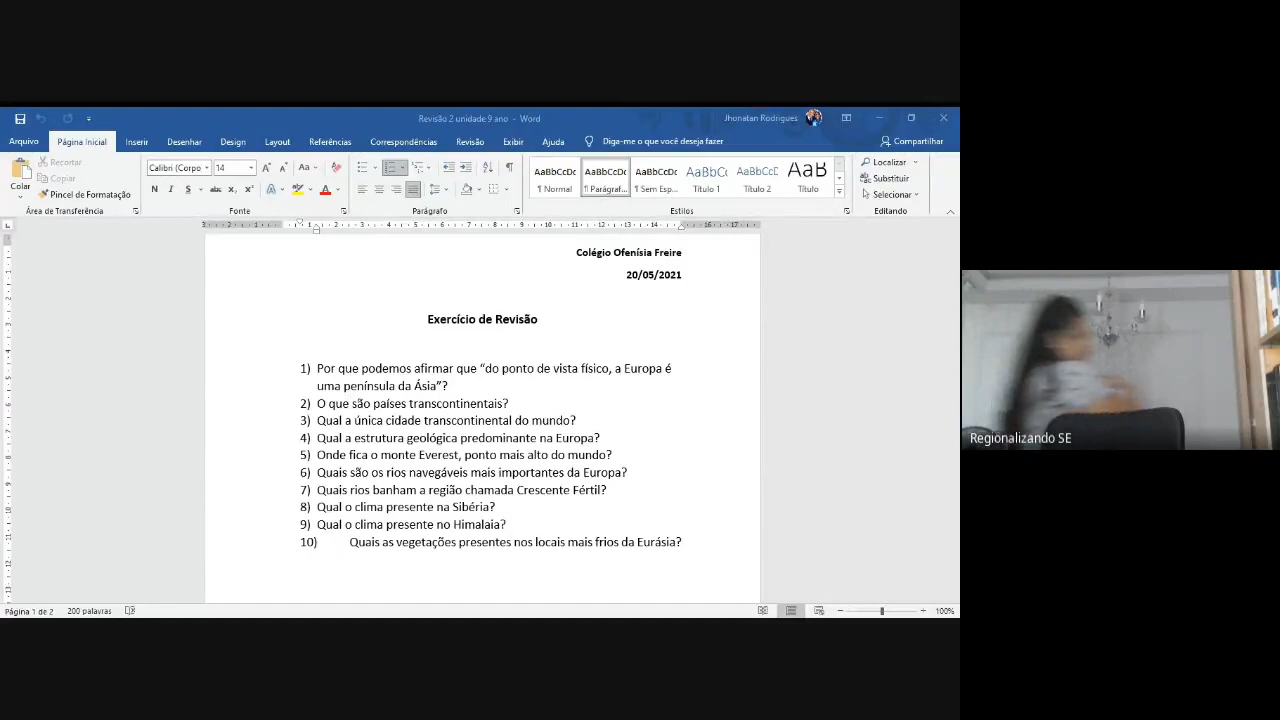 Revisão 2 unidade 9 ano - Word
Jhonatan Rodrigues
Arquivo Página Inicial Inserir Desenhar Design Layout Referências Correspondências Revisão Exibir Ajuda Diga-me o que você deseja fazer Compartilhar
Colar
Recortar
Copiar
Pincel de Formatação
Área de Transferência
Calibri (Corpo 14
Fonte
Parágrafo
AaBbCcDc AaBbCcDc AaBbCcDc AaBbCc AaBbCcD AaB
¶ Normal ¶ Parágraf... ¶ Sem Esp... Título 1 Título 2 Título
Estilos
Localizar
Substituir
Selecionar
Editando
Colégio Ofenísia Freire
20/05/2021
Exercício de Revisão
1) Por que podemos afirmar que “do ponto de vista físico, a Europa é
uma península da Ásia”?
2) O que são países transcontinentais?
3) Qual a única cidade transcontinental do mundo?
4) Qual a estrutura geológica predominante na Europa?
5) Onde fica o monte Everest, ponto mais alto do mundo?
6) Quais são os rios navegáveis mais importantes da Europa?
7) Quais rios banham a região chamada Crescente Fértil?
8) Qual o clima presente na Sibéria?
9) Qual o clima presente no Himalaia?
10) Quais as vegetações presentes nos locais mais frios da Eurásia?
Regionalizando SE
Página 1 de 2 200 palavras
100%